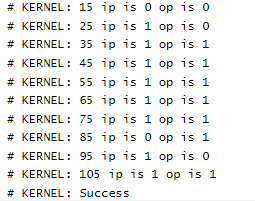 # KERNEL: 15 ip is 0 op is 0
# KERNEL: 25 ip is 1 op is 0
# KERNEL: 35 ip is 1 op is 1
# KERNEL: 45 ip is 1 op is 1
# KERNEL: 55 ip is 1 op is 1
# KERNEL: 65 ip is 1 op is 1
# KERNEL: 75 ip is 1 op is 1
# KERNEL: 85 ip is 0 op is 1
# KERNEL: 95 ip is 1 op is 0
# KERNEL: 105 ip is 1 op is 1
# KERNEL: Success